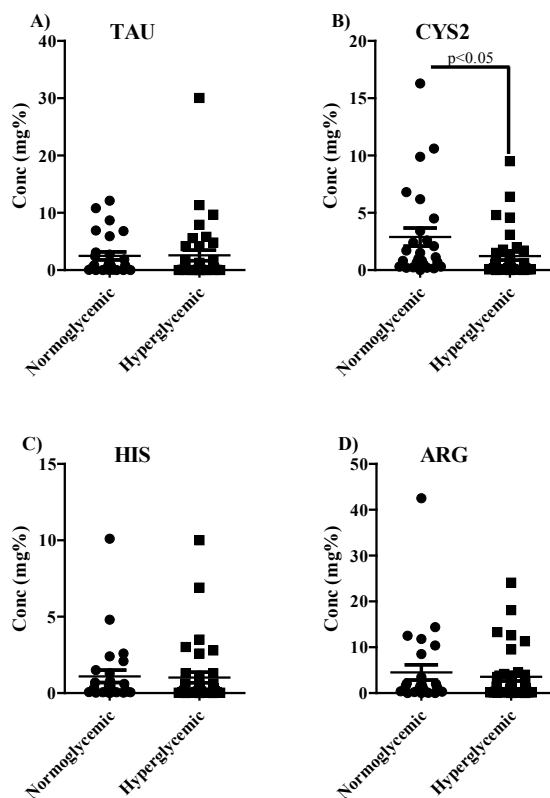 A)
TAU
Conc (mg%)
40
30
20
10
0
Normoglycemic
Hyperglycemic
B)
CYS2
p<0.05
Conc (mg%)
20
15
10
5
0
Normoglycemic
Hyperglycemic
C)
HIS
Conc (mg%)
15
10
5
0
Normoglycemic
Hyperglycemic
D)
ARG
Conc (mg%)
50
40
30
20
10
0
Normoglycemic
Hyperglycemic